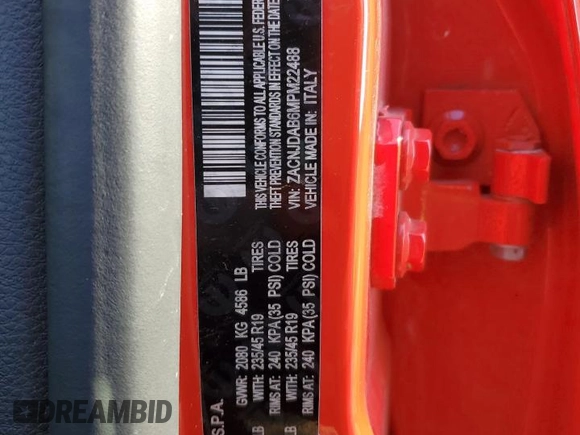 S.P.A.
GVWR: 2080 KG 4586 LB
LB WITH: 235/45 R19 TIRES
RIMS AT: 240 KPA(35 PSI) COLD
LB WITH: 235/45 R19 TIRES
RIMS AT: 240 KPA(35 PSI) COLD
THIS VEHICLE CONFORMS TO ALL APPLICABLE U.S. FEDER
THEFT PREVENTION STANDARDS IN EFFECT ON THE DATE
VIN: ZACNJDAB6MPM22488
VEHICLE MADE IN: ITALY
DREAMBID